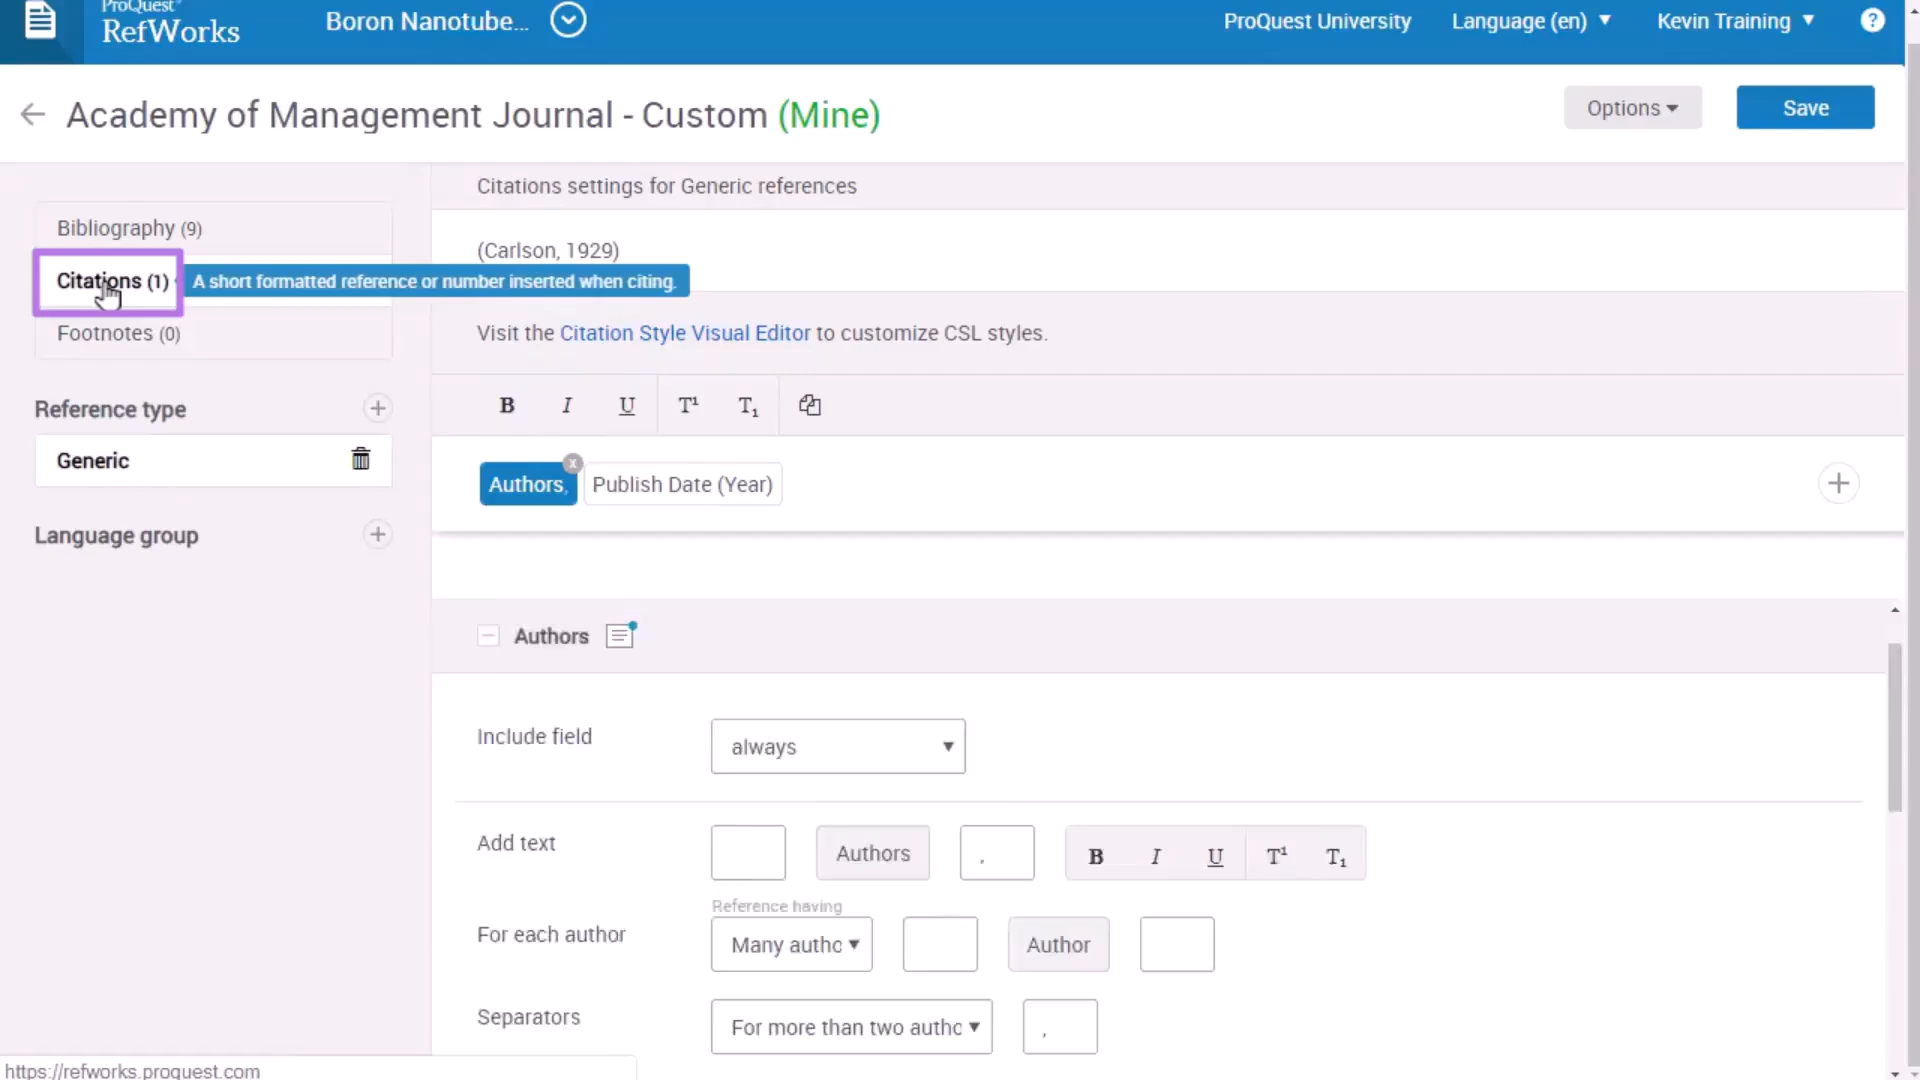 ProQuest
RefWorks
Boron Nanotube...
ProQuest University
Language (en)
Kevin Training
?
Academy of Management Journal - Custom (Mine)
Options
Save
Bibliography (9)
Citations (1)
Footnotes (0)
Reference type
Generic
Language group
Citations settings for Generic references
(Carlson, 1929)
A short formatted reference or number inserted when citing.
Visit the Citation Style Visual Editor to customize CSL styles.
B I U T¹ T₁
Authors, x Publish Date (Year)
Authors
Include field always
Add text Authors , B I U T¹ T₁
Reference having
For each author Many authc Author
Separators For more than two authc ,
https://refworks.proquest.com